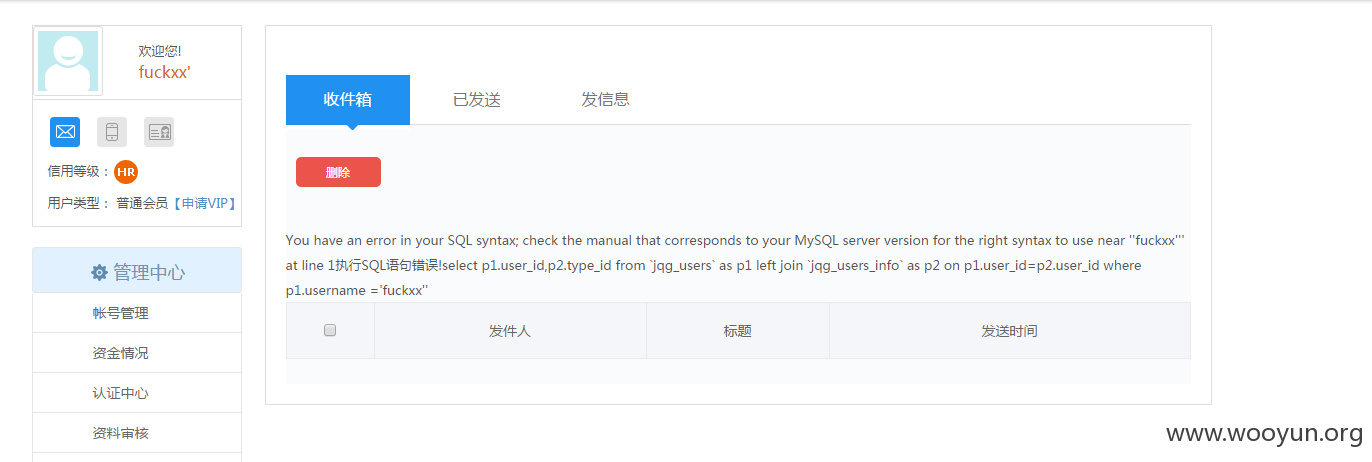 欢迎您!
fuckxx'
信用等级：HR
用户类型： 普通会员【申请VIP】
管理中心
帐号管理
资金情况
认证中心
资料审核
收件箱 已发送 发信息
删除
You have an error in your SQL syntax; check the manual that corresponds to your MySQL server version for the right syntax to use near ''fuckxx'''
at line 1执行SQL语句错误!select p1.user_id,p2.type_id from `jqg_users` as p1 left join `jqg_users_info` as p2 on p1.user_id=p2.user_id where
p1.username ='fuckxx''
发件人 标题 发送时间
www.wooyun.org